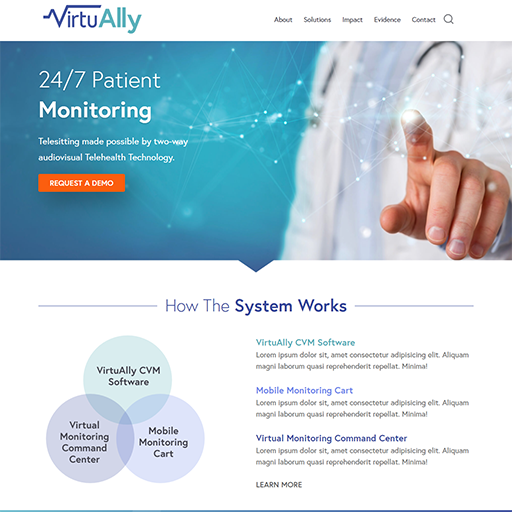 VirtuAlly
About Solutions Impact Evidence Contact
24/7 Patient
Monitoring
Telesitting made possible by two-way
audiovisual Telehealth Technology.
REQUEST A DEMO
How The System Works
VirtuAlly CVM
Software
Virtual
Monitoring
Command
Center
Mobile
Monitoring
Cart
VirtuAlly CVM Software
Lorem ipsum dolor sit, amet consectetur adipisicing elit. Aliquam
magni laborum quasi reprehenderit repellat. Minima!
Mobile Monitoring Cart
Lorem ipsum dolor sit, amet consectetur adipisicing elit. Aliquam
magni laborum quasi reprehenderit repellat. Minima!
Virtual Monitoring Command Center
Lorem ipsum dolor sit, amet consectetur adipisicing elit. Aliquam
magni laborum quasi reprehenderit repellat. Minima!
LEARN MORE